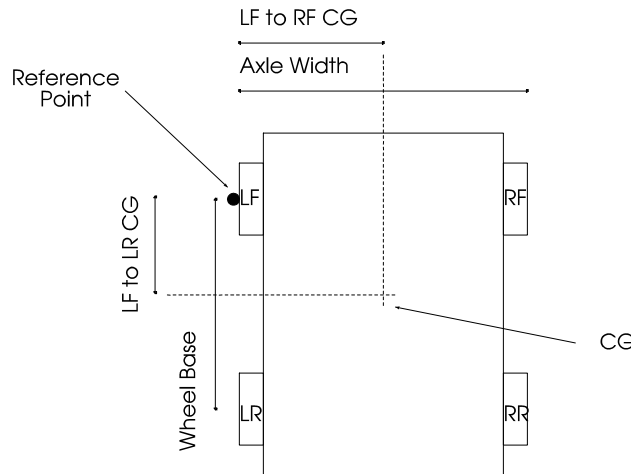 LF to RF CG
Axle Width
Reference
Point
LF
RF
LF to LR CG
CG
Wheel Base
LR
RR